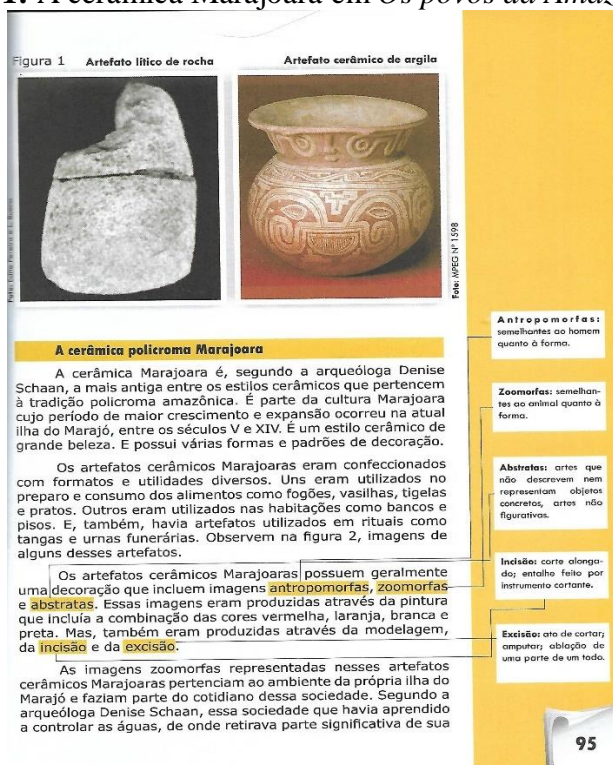 1. A cerâmica Marajoara em Os povos da Amaz
Figura 1 Artefato lítico de rocha
Artefato cerâmico de argila
Foto: MPEG Nº 1598
A cerâmica policroma Marajoara
A cerâmica Marajoara é, segundo a arqueóloga Denise
Schaan, a mais antiga entre os estilos cerâmicos que pertencem
à tradição policroma amazônica. É parte da cultura Marajoara
cujo período de maior crescimento e expansão ocorreu na atual
ilha do Marajó, entre os séculos V e XIV. É um estilo cerâmico de
grande beleza. E possui várias formas e padrões de decoração.
Os artefatos cerâmicos Marajoaras eram confeccionados
com formatos e utilidades diversos. Uns eram utilizados no
preparo e consumo dos alimentos como fogões, vasilhas, tigelas
e pratos. Outros eram utilizados nas habitações como bancos e
pisos. E, também, havia artefatos utilizados em rituais como
tangas e urnas funerárias. Observem na figura 2, imagens de
alguns desses artefatos.
Os artefatos cerâmicos Marajoaras possuem geralmente
uma decoração que incluem imagens antropomorfas, zoomorfas
e abstratas. Essas imagens eram produzidas através da pintura
que incluía a combinação das cores vermelha, laranja, branca e
preta. Mas, também eram produzidas através da modelagem,
da incisão e da excisão.
As imagens zoomorfas representadas nesses artefatos
cerâmicos Marajoaras pertenciam ao ambiente da própria ilha do
Marajó e faziam parte do cotidiano dessa sociedade. Segundo a
arqueóloga Denise Schaan, essa sociedade que havia aprendido
a controlar as águas, de onde retirava parte significativa de sua
Antropomorfas:
semelhantes ao homem
quanto à forma.
Zoomorfas: semelhan-
tes ao animal quanto à
forma.
Abstratas: artes que
não descrevem nem
representam objetos
concretos, artes não
figurativas.
Incisão: corte alonga-
do; entalhe feito por
instrumento cortante.
Excisão: ato de cortar;
amputar; ablação de
uma parte de um todo.
95